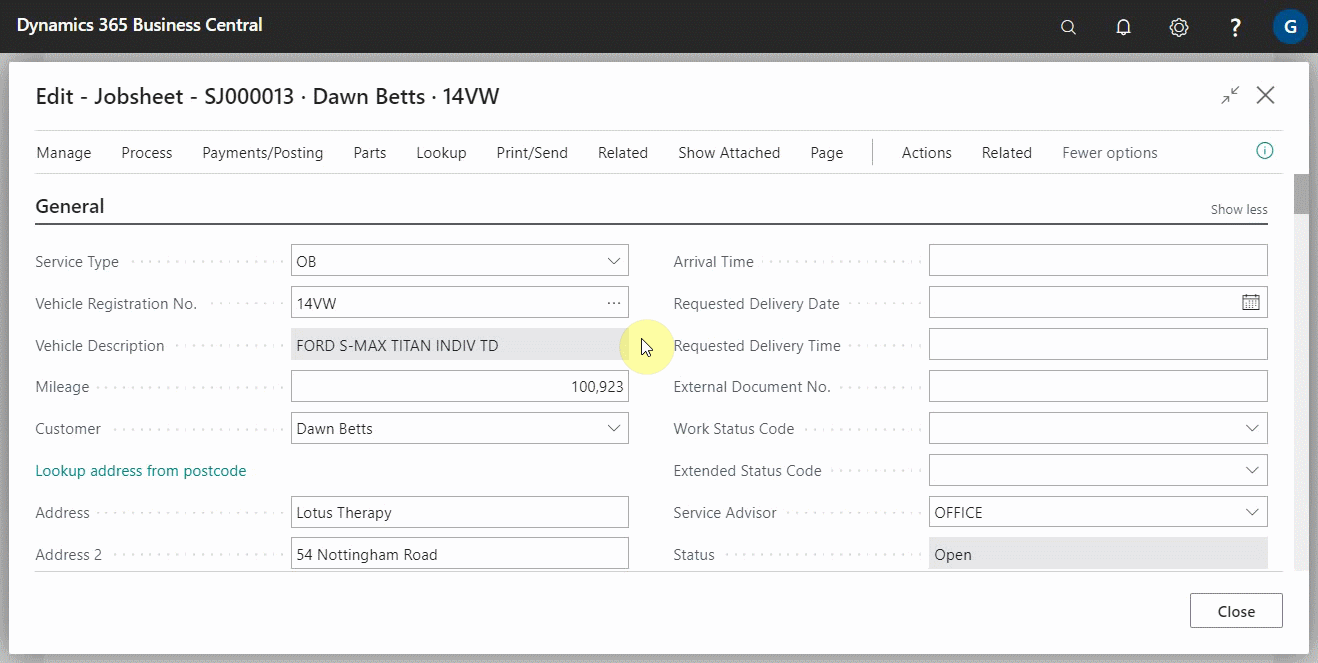 Dynamics 365 Business Central
?
G
Edit - Jobsheet - SJ000013 · Dawn Betts · 14VW
Manage Process Payments/Posting Parts Lookup Print/Send Related Show Attached Page Actions Related Fewer options
General
Show less
Service Type OB
Vehicle Registration No. 14VW ...
Vehicle Description FORD S-MAX TITAN INDIV TD
Mileage 100,923
Customer Dawn Betts
Lookup address from postcode
Address Lotus Therapy
Address 2 54 Nottingham Road
Arrival Time
Requested Delivery Date
Requested Delivery Time
External Document No.
Work Status Code
Extended Status Code
Service Advisor OFFICE
Status Open
Close